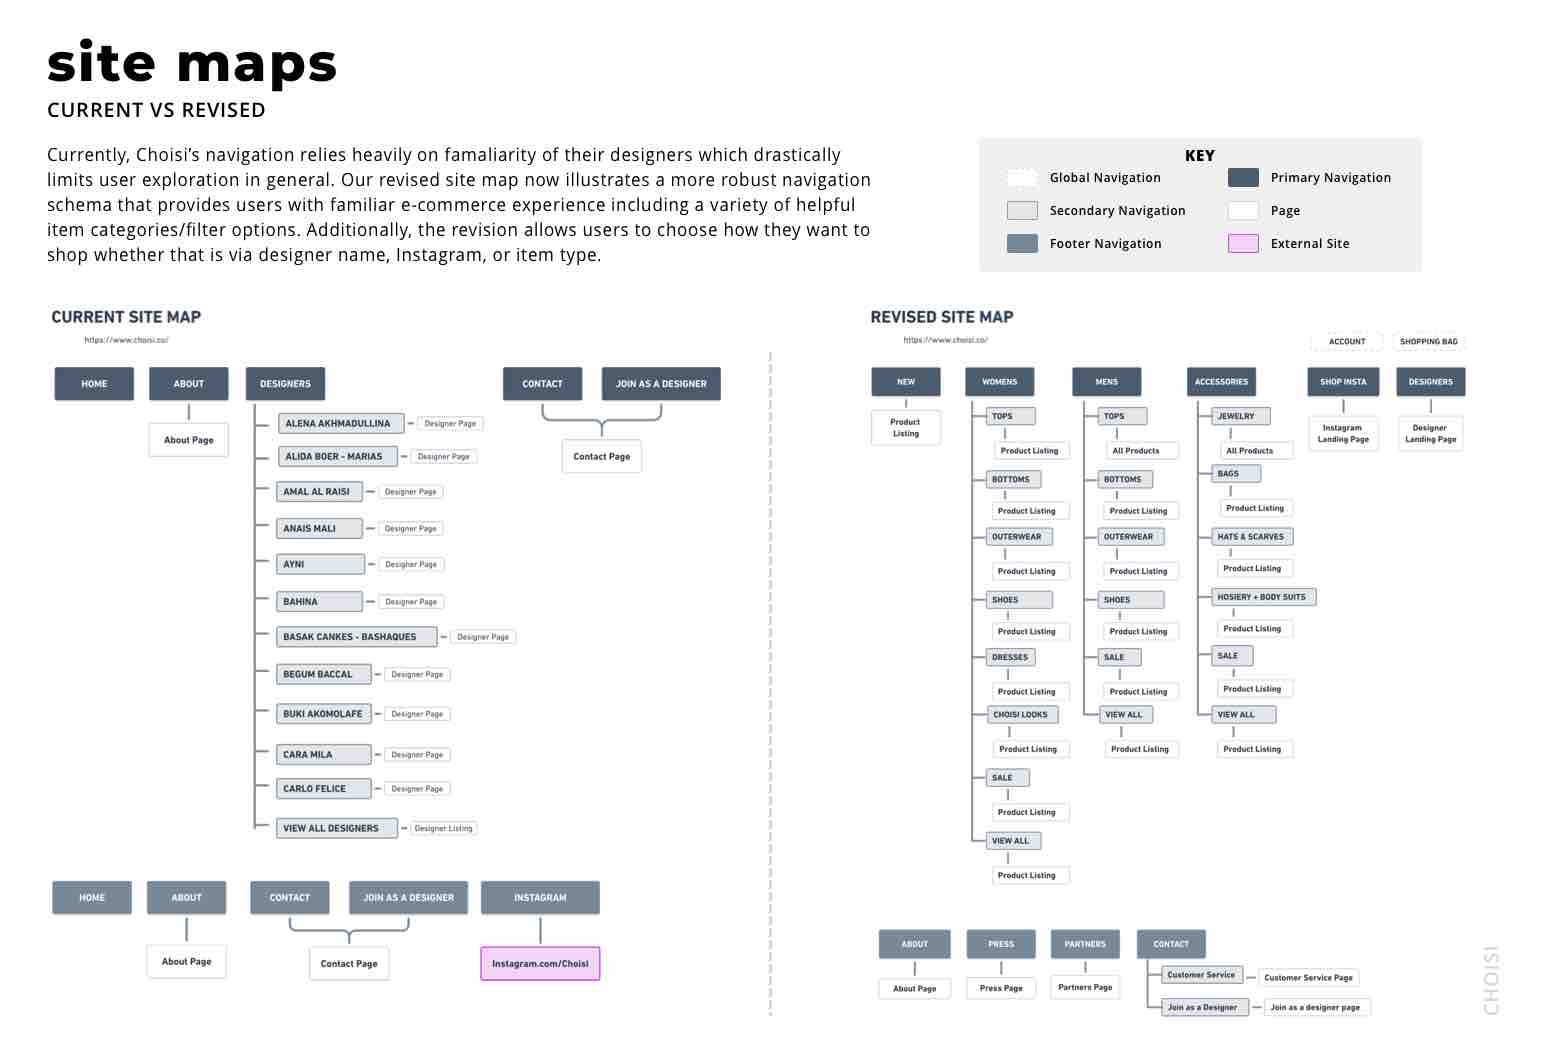 site maps
CURRENT VS REVISED
Currently, Choisi’s navigation relies heavily on famaliarity of their designers which drastically
limits user exploration in general. Our revised site map now illustrates a more robust navigation
schema that provides users with familiar e-commerce experience including a variety of helpful
item categories/filter options. Additionally, the revision allows users to choose how they want to
shop whether that is via designer name, Instagram, or item type.
KEY
Global Navigation
Primary Navigation
Secondary Navigation
Page
Footer Navigation
External Site
CURRENT SITE MAP
https://www.choisi.co/
HOME
ABOUT
DESIGNERS
CONTACT
JOIN AS A DESIGNER
About Page
Contact Page
ALENA AKHMADULLINA
Designer Page
ALIDA BOER - MARIAS
Designer Page
AMAL AL RAISI
Designer Page
ANAIS MALI
Designer Page
AYNI
Designer Page
BAHINA
Designer Page
BASAK CANKES - BASHAQUES
Designer Page
BEGUM BACCAL
Designer Page
BUKI AKOMOLAFE
Designer Page
CARA MILA
Designer Page
CARLO FELICE
Designer Page
VIEW ALL DESIGNERS
Designer Listing
HOME
ABOUT
CONTACT
JOIN AS A DESIGNER
INSTAGRAM
About Page
Contact Page
Instagram.com/Choisi
REVISED SITE MAP
https://www.choisi.co/
ACCOUNT
SHOPPING BAG
NEW
WOMENS
MENS
ACCESSORIES
SHOP INSTA
DESIGNERS
Product
Listing
TOPS
Product Listing
BOTTOMS
Product Listing
OUTERWEAR
Product Listing
SHOES
Product Listing
DRESSES
Product Listing
CHOISI LOOKS
Product Listing
SALE
Product Listing
VIEW ALL
Product Listing
TOPS
All Products
BOTTOMS
Product Listing
OUTERWEAR
Product Listing
SHOES
Product Listing
SALE
Product Listing
VIEW ALL
Product Listing
JEWELRY
All Products
BAGS
Product Listing
HATS & SCARVES
Product Listing
HOSIERY + BODY SUITS
Product Listing
SALE
Product Listing
VIEW ALL
Product Listing
Instagram
Landing Page
Designer
Landing Page
ABOUT
PRESS
PARTNERS
CONTACT
About Page
Press Page
Partners Page
Customer Service
Customer Service Page
Join as a Designer
Join as a designer page
CHOISI